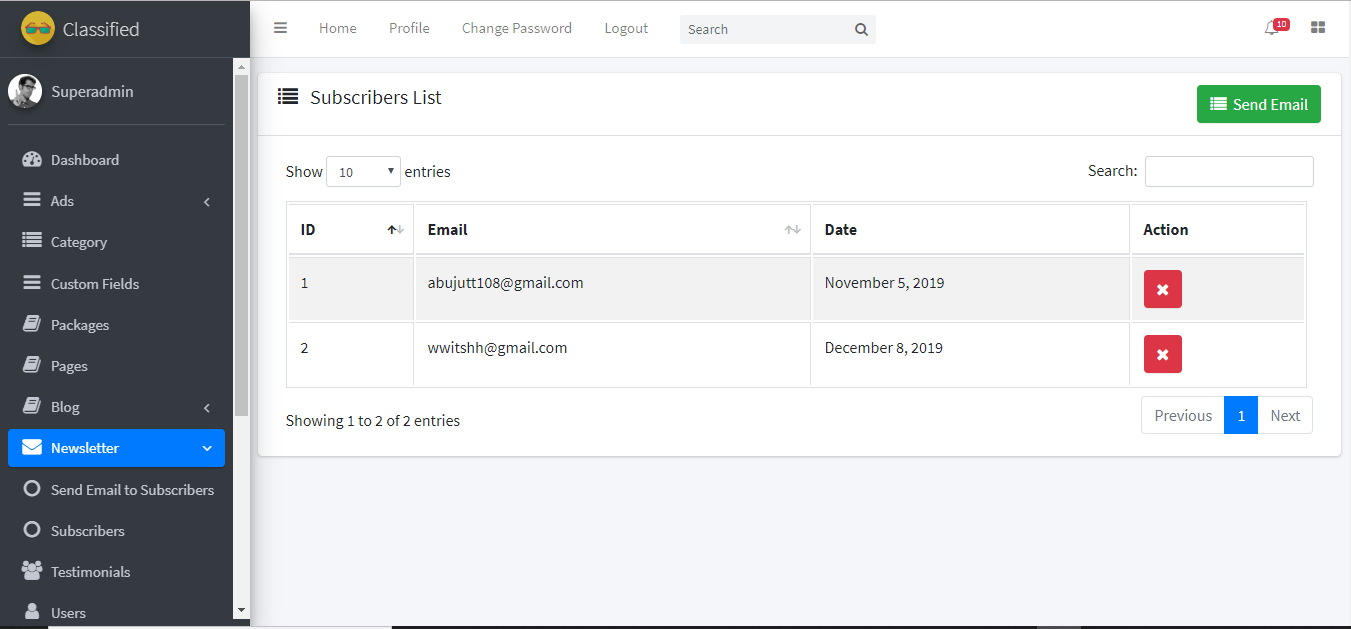 Classified
Home Profile Change Password Logout Search 10
Superadmin
Dashboard
Ads
Category
Custom Fields
Packages
Pages
Blog
Newsletter
Send Email to Subscribers
Subscribers
Testimonials
Users
Subscribers List
Send Email
Show 10 entries Search:
ID Email Date Action
1 abujutt108@gmail.com November 5, 2019
2 wwitshh@gmail.com December 8, 2019
Showing 1 to 2 of 2 entries Previous 1 Next